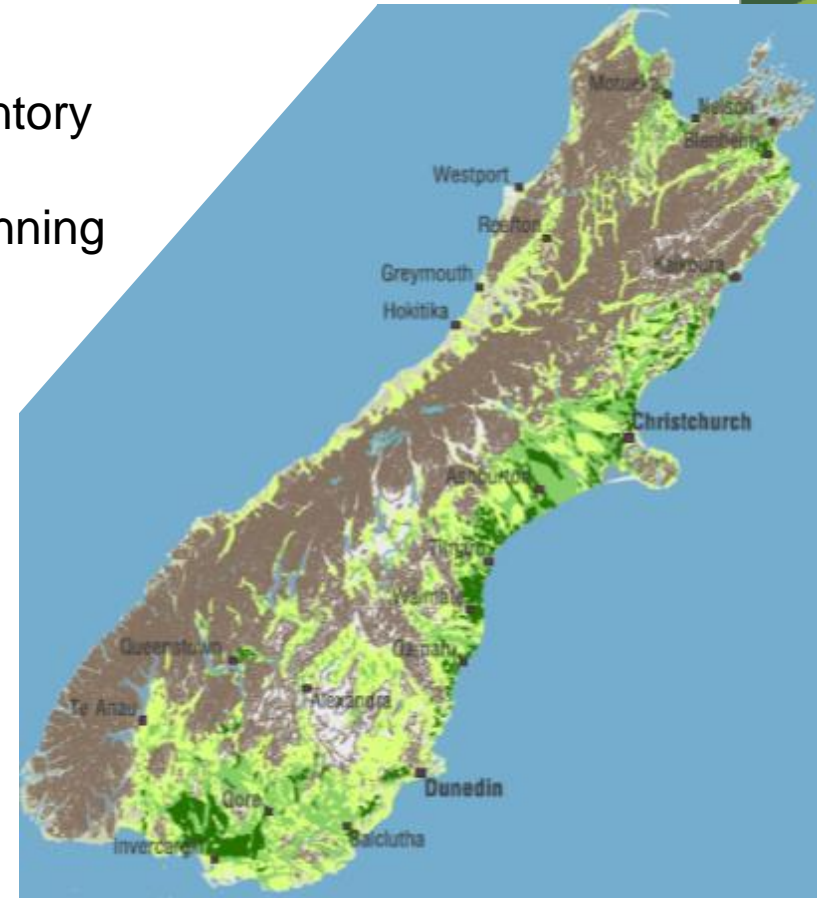 ntory
nning
Motueka
Nelson
Blenheim
Westport
Reefton
Kaikoura
Greymouth
Hokitika
Christchurch
Ashburton
Timaru
Waimate
Queenstown
Oamaru
Alexandra
Te Anau
Dunedin
Gore
Balclutha
Invercargill